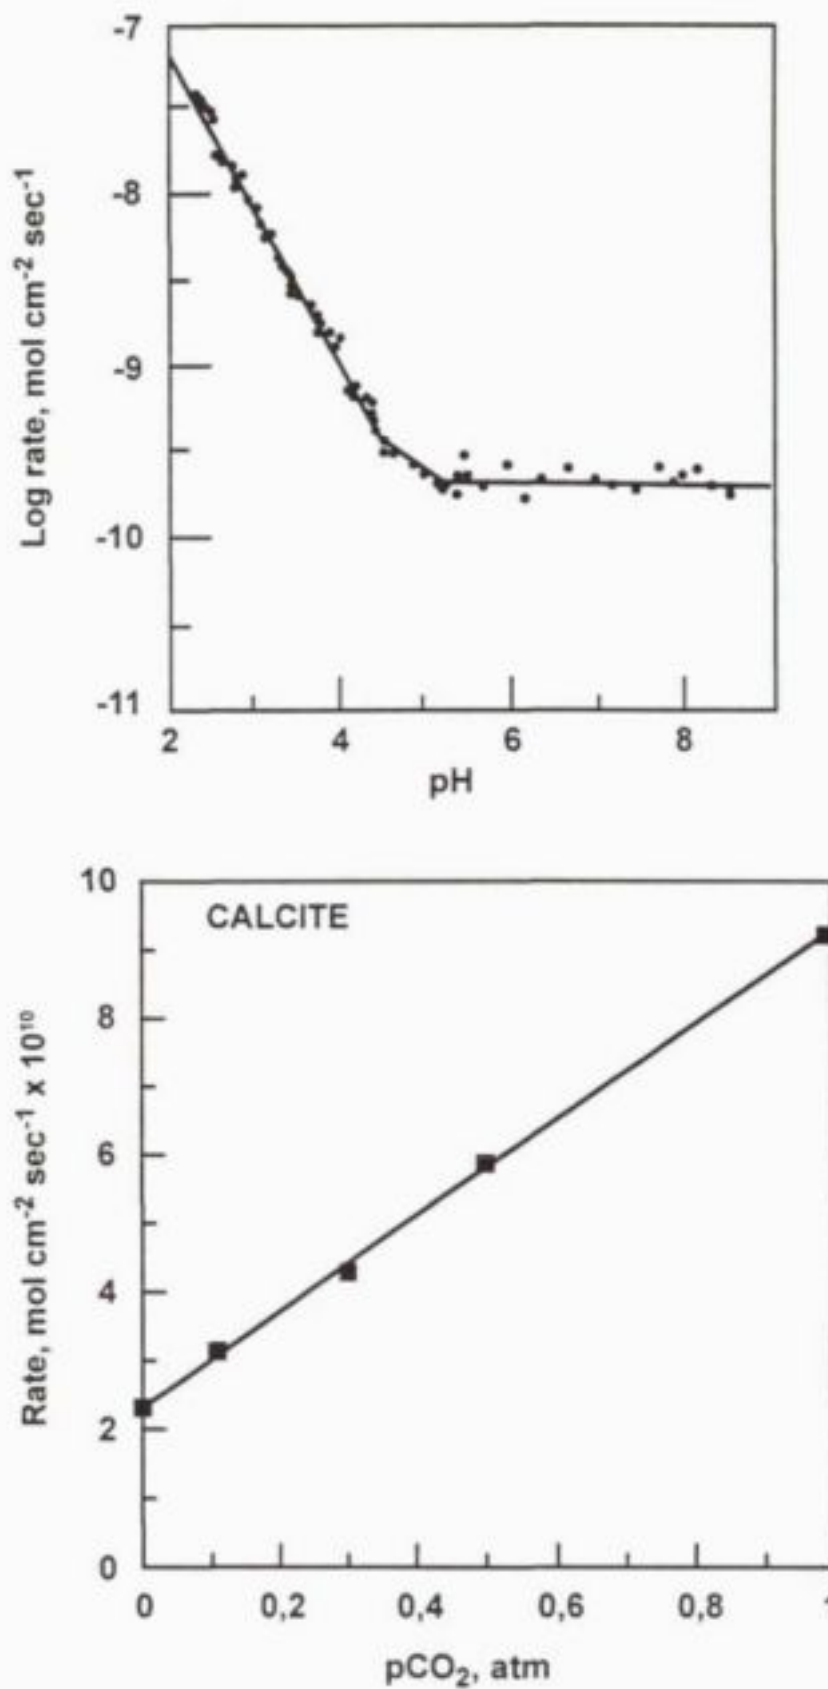 -7
-8
-9
-10
-11
Log rate, mol cm⁻² sec⁻¹
2 4 6 8
pH
10
8
6
4
2
0
CALCITE
Rate, mol cm⁻² sec⁻¹ x 10¹⁰
0 0,2 0,4 0,6 0,8
pCO₂, atm